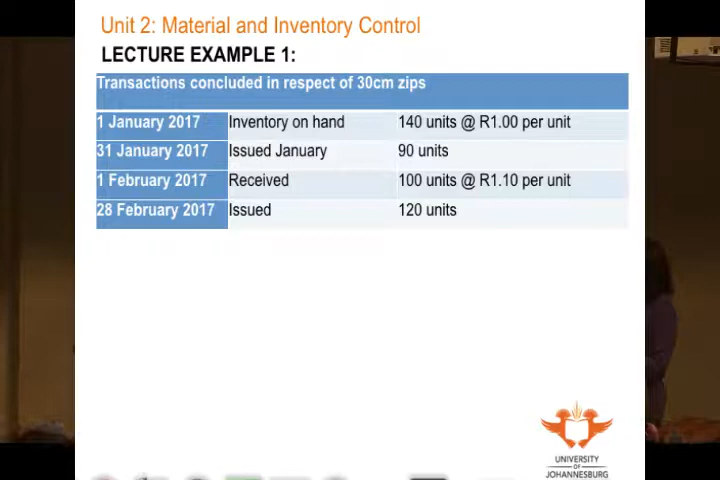 Unit 2: Material and Inventory Control
LECTURE EXAMPLE 1:
Transactions concluded in respect of 30cm zips
1 January 2017 Inventory on hand 140 units @ R1.00 per unit
31 January 2017 Issued January 90 units
1 February 2017 Received 100 units @ R1.10 per unit
28 February 2017 Issued 120 units
UNIVERSITY
OF
JOHANNESBURG